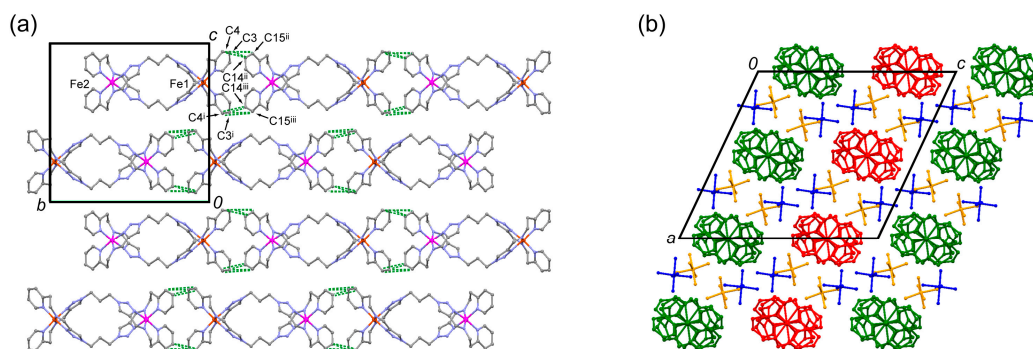 (a)
C4
C3
C15ⁱⁱ
c
Fe2
Fe1
C14ⁱⁱ
C14ⁱⁱⁱ
C4ⁱ
C15ⁱⁱⁱ
C3ⁱ
b
0
(b)
0
c
a